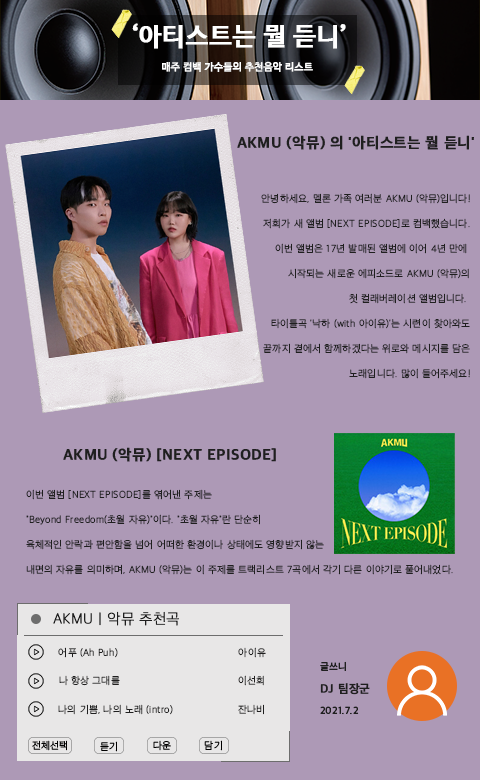 ‘아티스트는 뭘 듣니’
매주 컴백 가수들의 추천음악 리스트
AKMU (악뮤) 의 '아티스트는 뭘 듣니'
안녕하세요, 멜론 가족 여러분 AKMU (악뮤)입니다!
저희가 새 앨범 [NEXT EPISODE]로 컴백했습니다.
이번 앨범은 17년 발매된 앨범에 이어 4년 만에
시작되는 새로운 에피소드로 AKMU (악뮤)의
첫 컬래버레이션 앨범입니다.
타이틀곡 '낙하 (with 아이유)'는 시련이 찾아와도
끝까지 곁에서 함께하겠다는 위로와 메시지를 담은
노래입니다. 많이 들어주세요!
AKMU (악뮤) [NEXT EPISODE]
이번 앨범 [NEXT EPISODE]를 엮어낸 주제는
"Beyond Freedom(초월 자유)"이다. "초월 자유"란 단순히
육체적인 안락과 편안함을 넘어 어떠한 환경이나 상태에도 영향받지 않는
내면의 자유를 의미하며, AKMU (악뮤)는 이 주제를 트랙리스트 7곡에서 각기 다른 이야기로 풀어내었다.
AKMU
NEXT EPISODE
AKMU | 악뮤 추천곡
어푸 (Ah Puh) 아이유
나 항상 그대를 이선희
나의 기쁨, 나의 노래 (intro) 잔나비
전체선택 듣기 다운 담기
글쓰니
DJ 팀장군
2021.7.2